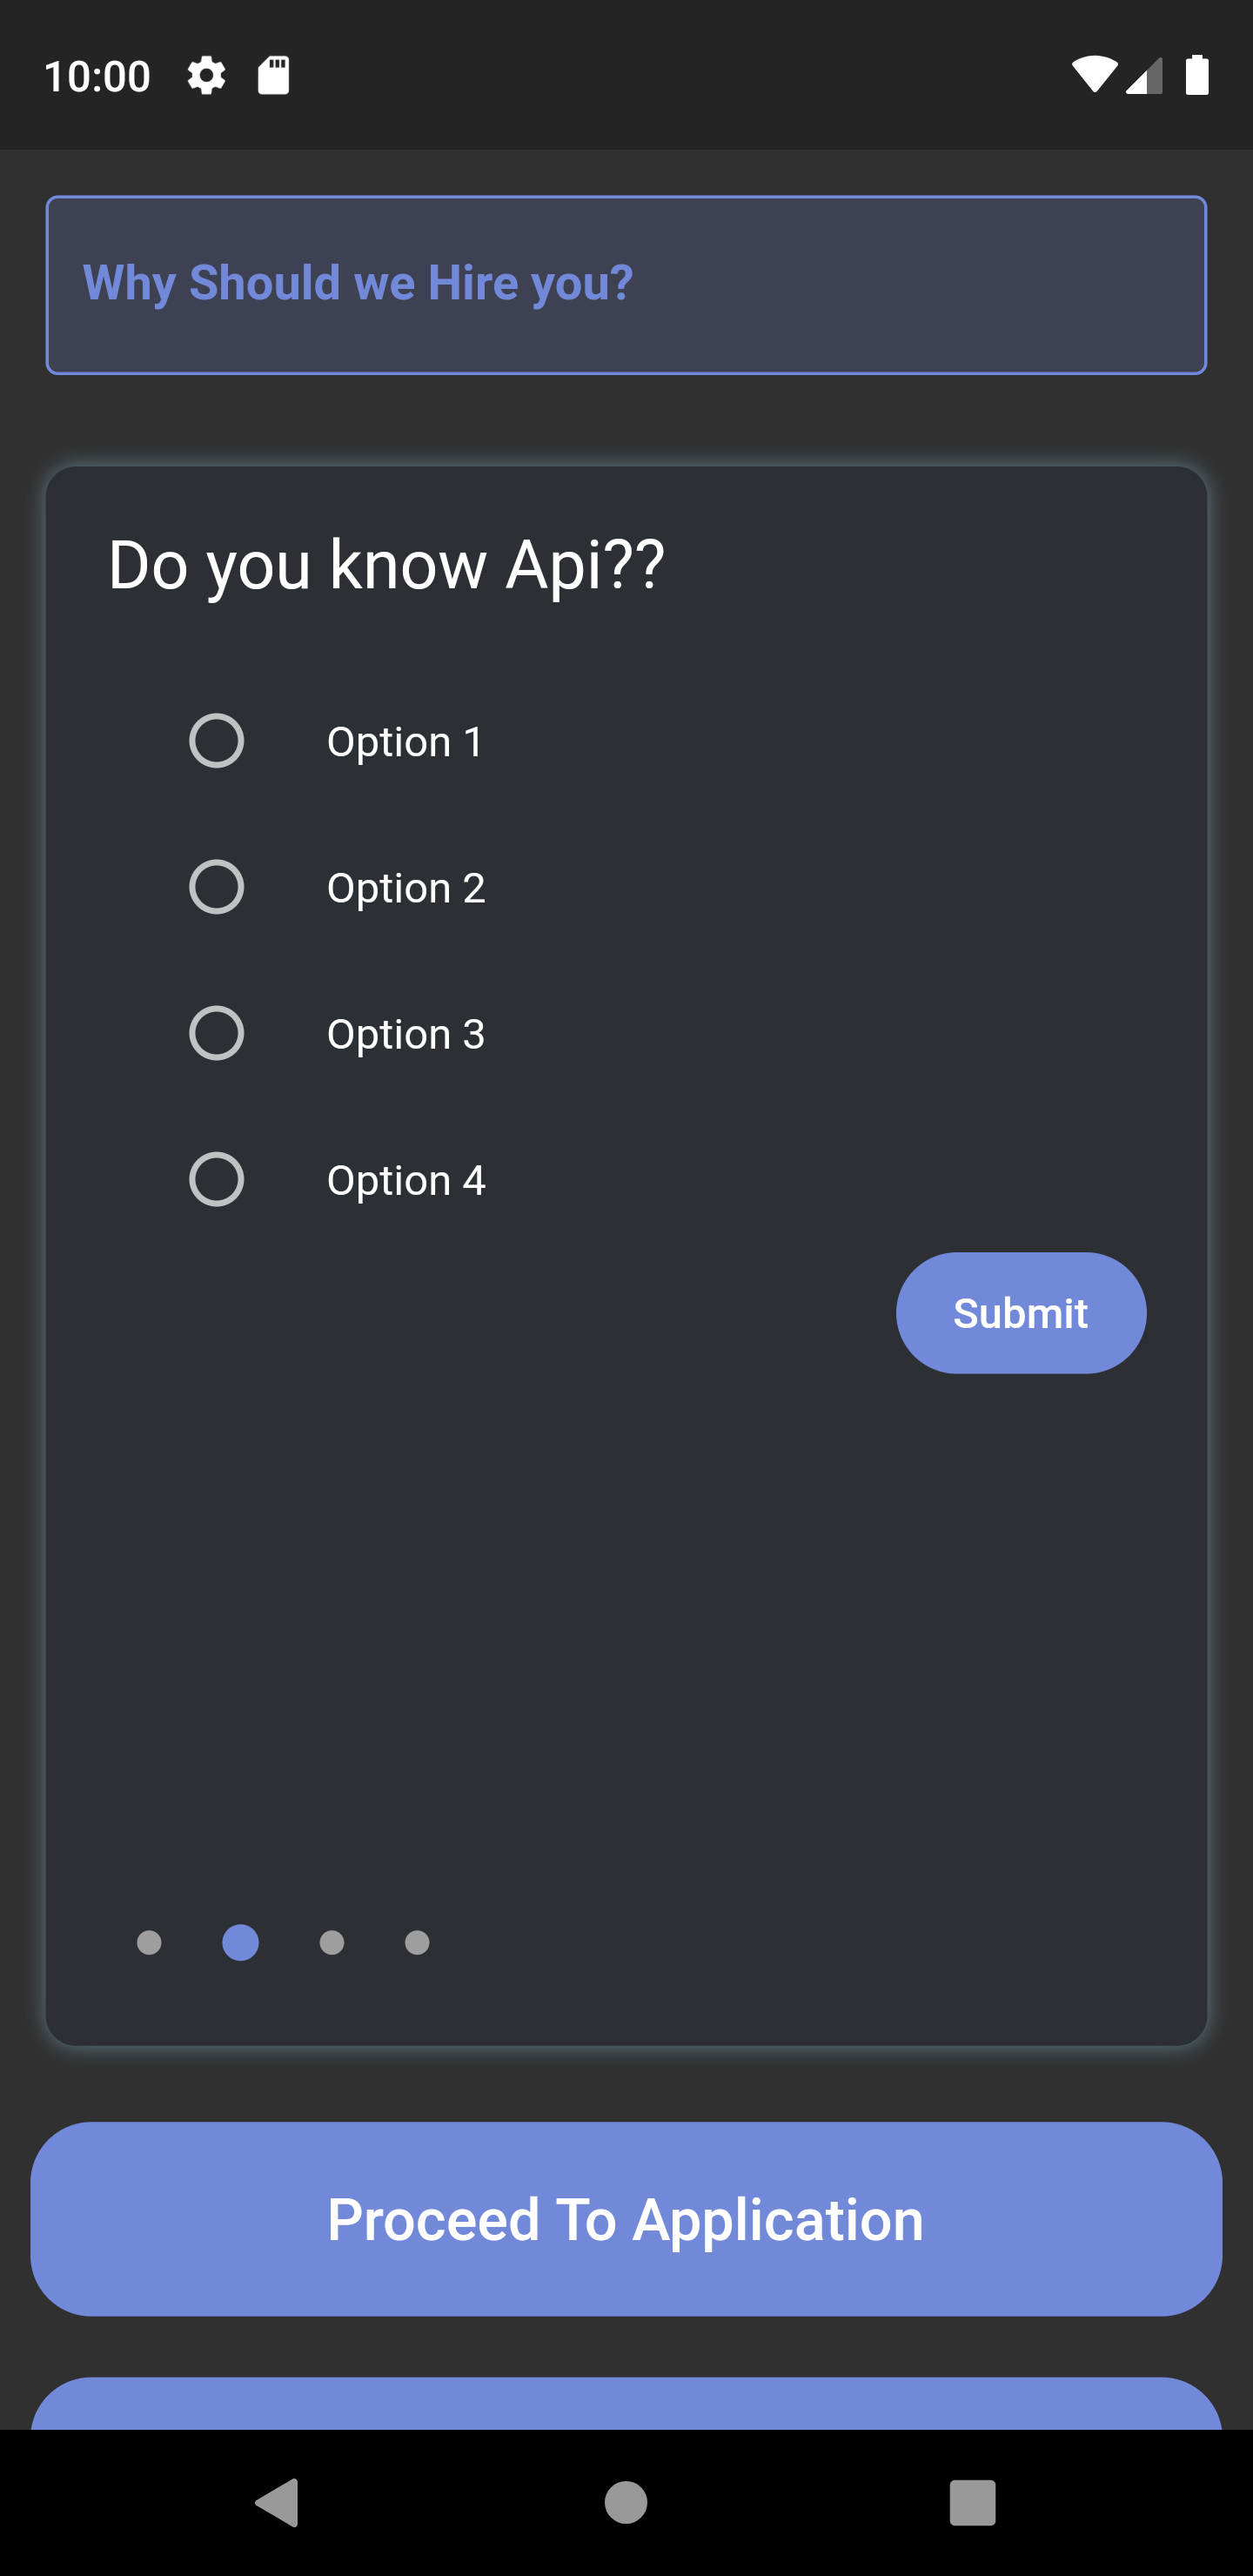 10:00
Why Should we Hire you?
Do you know Api??
Option 1
Option 2
Option 3
Option 4
Submit
Proceed To Application